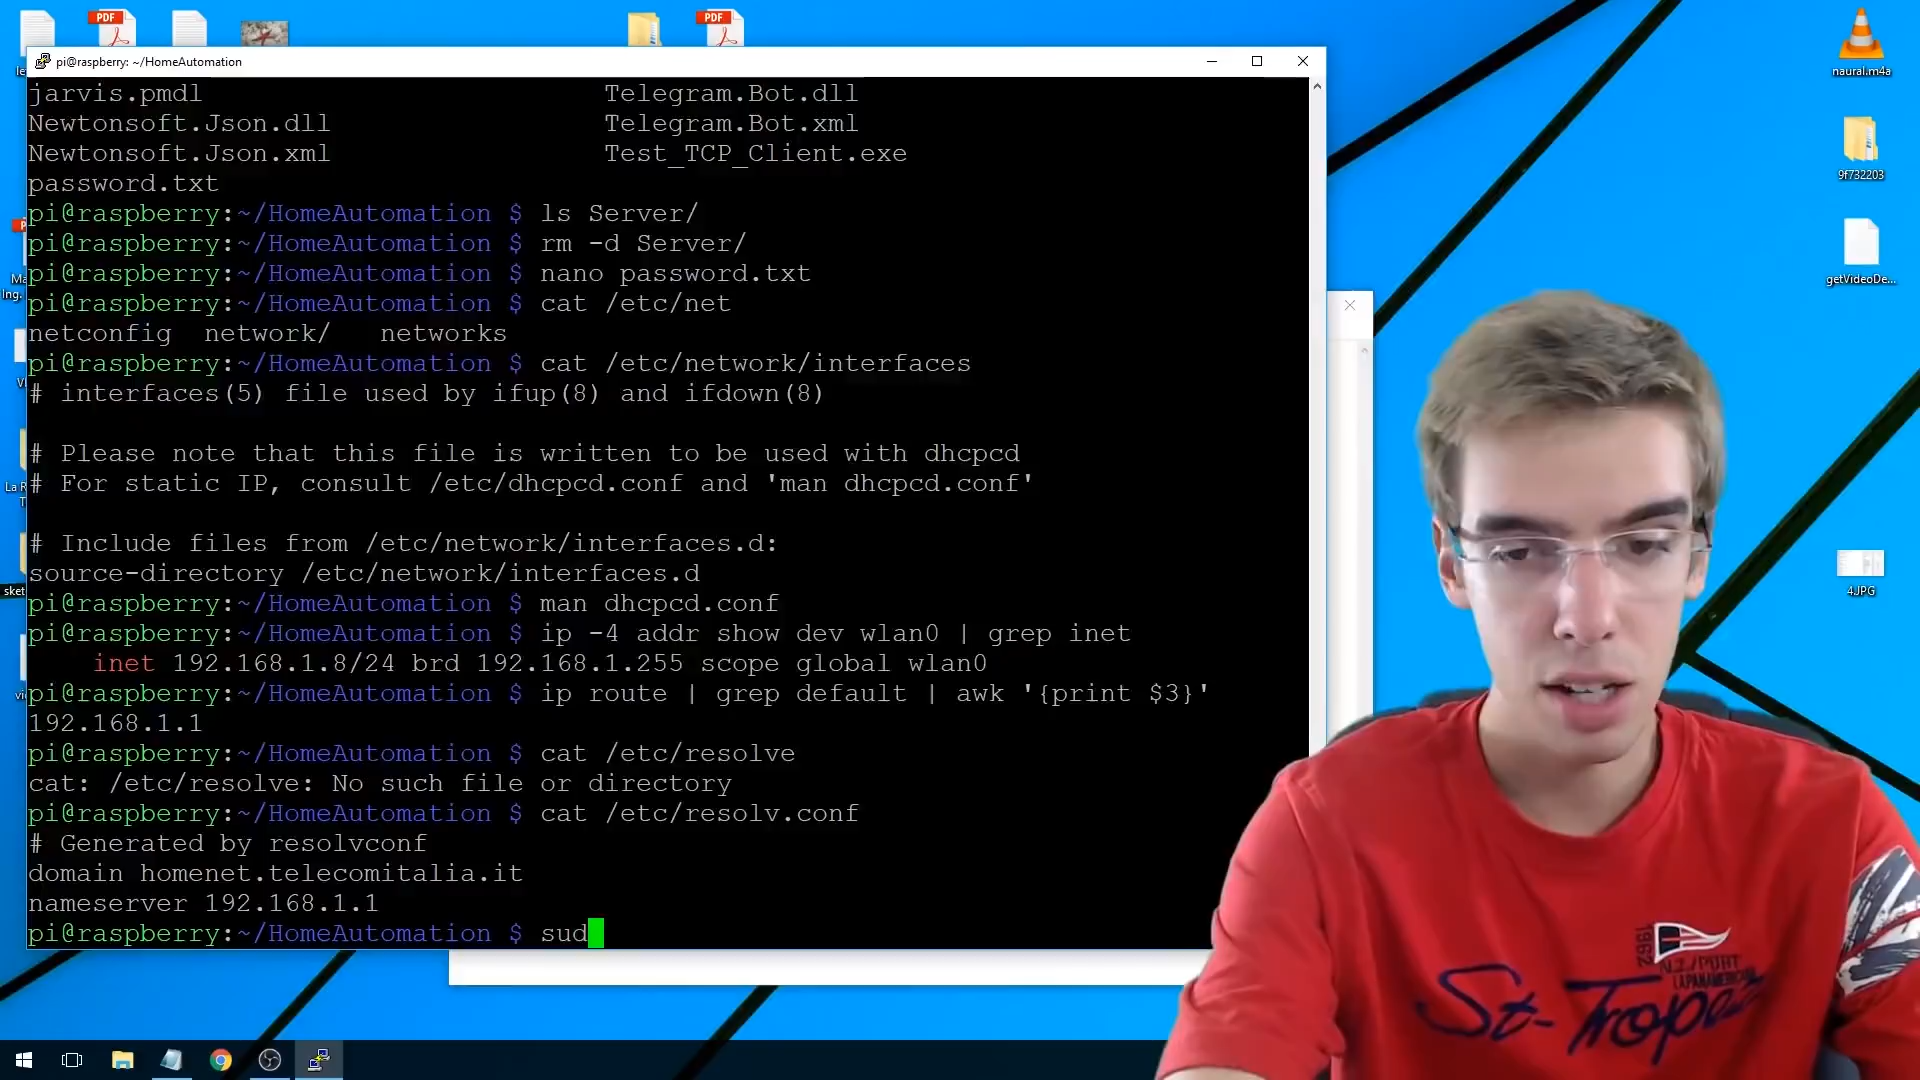 PDF
PDF
naural.m4a
pi@raspberry: ~/HomeAutomation
jarvis.pmdl Telegram.Bot.dll
Newtonsoft.Json.dll Telegram.Bot.xml
Newtonsoft.Json.xml Test_TCP_Client.exe
password.txt
pi@raspberry:~/HomeAutomation $ ls Server/
pi@raspberry:~/HomeAutomation $ rm -d Server/
pi@raspberry:~/HomeAutomation $ nano password.txt
pi@raspberry:~/HomeAutomation $ cat /etc/net
netconfig network/ networks
pi@raspberry:~/HomeAutomation $ cat /etc/network/interfaces
# interfaces(5) file used by ifup(8) and ifdown(8)
# Please note that this file is written to be used with dhcpcd
# For static IP, consult /etc/dhcpcd.conf and 'man dhcpcd.conf'
# Include files from /etc/network/interfaces.d:
source-directory /etc/network/interfaces.d
pi@raspberry:~/HomeAutomation $ man dhcpcd.conf
pi@raspberry:~/HomeAutomation $ ip -4 addr show dev wlan0 | grep inet
inet 192.168.1.8/24 brd 192.168.1.255 scope global wlan0
pi@raspberry:~/HomeAutomation $ ip route | grep default | awk '{print $3}'
192.168.1.1
pi@raspberry:~/HomeAutomation $ cat /etc/resolve
cat: /etc/resolve: No such file or directory
pi@raspberry:~/HomeAutomation $ cat /etc/resolv.conf
# Generated by resolvconf
domain homenet.telecomitalia.it
nameserver 192.168.1.1
pi@raspberry:~/HomeAutomation $ sud
9f732203
getVideoDe...
4.JPG
Ing.
sket
1962
N.Z/PORT
St-Tropez